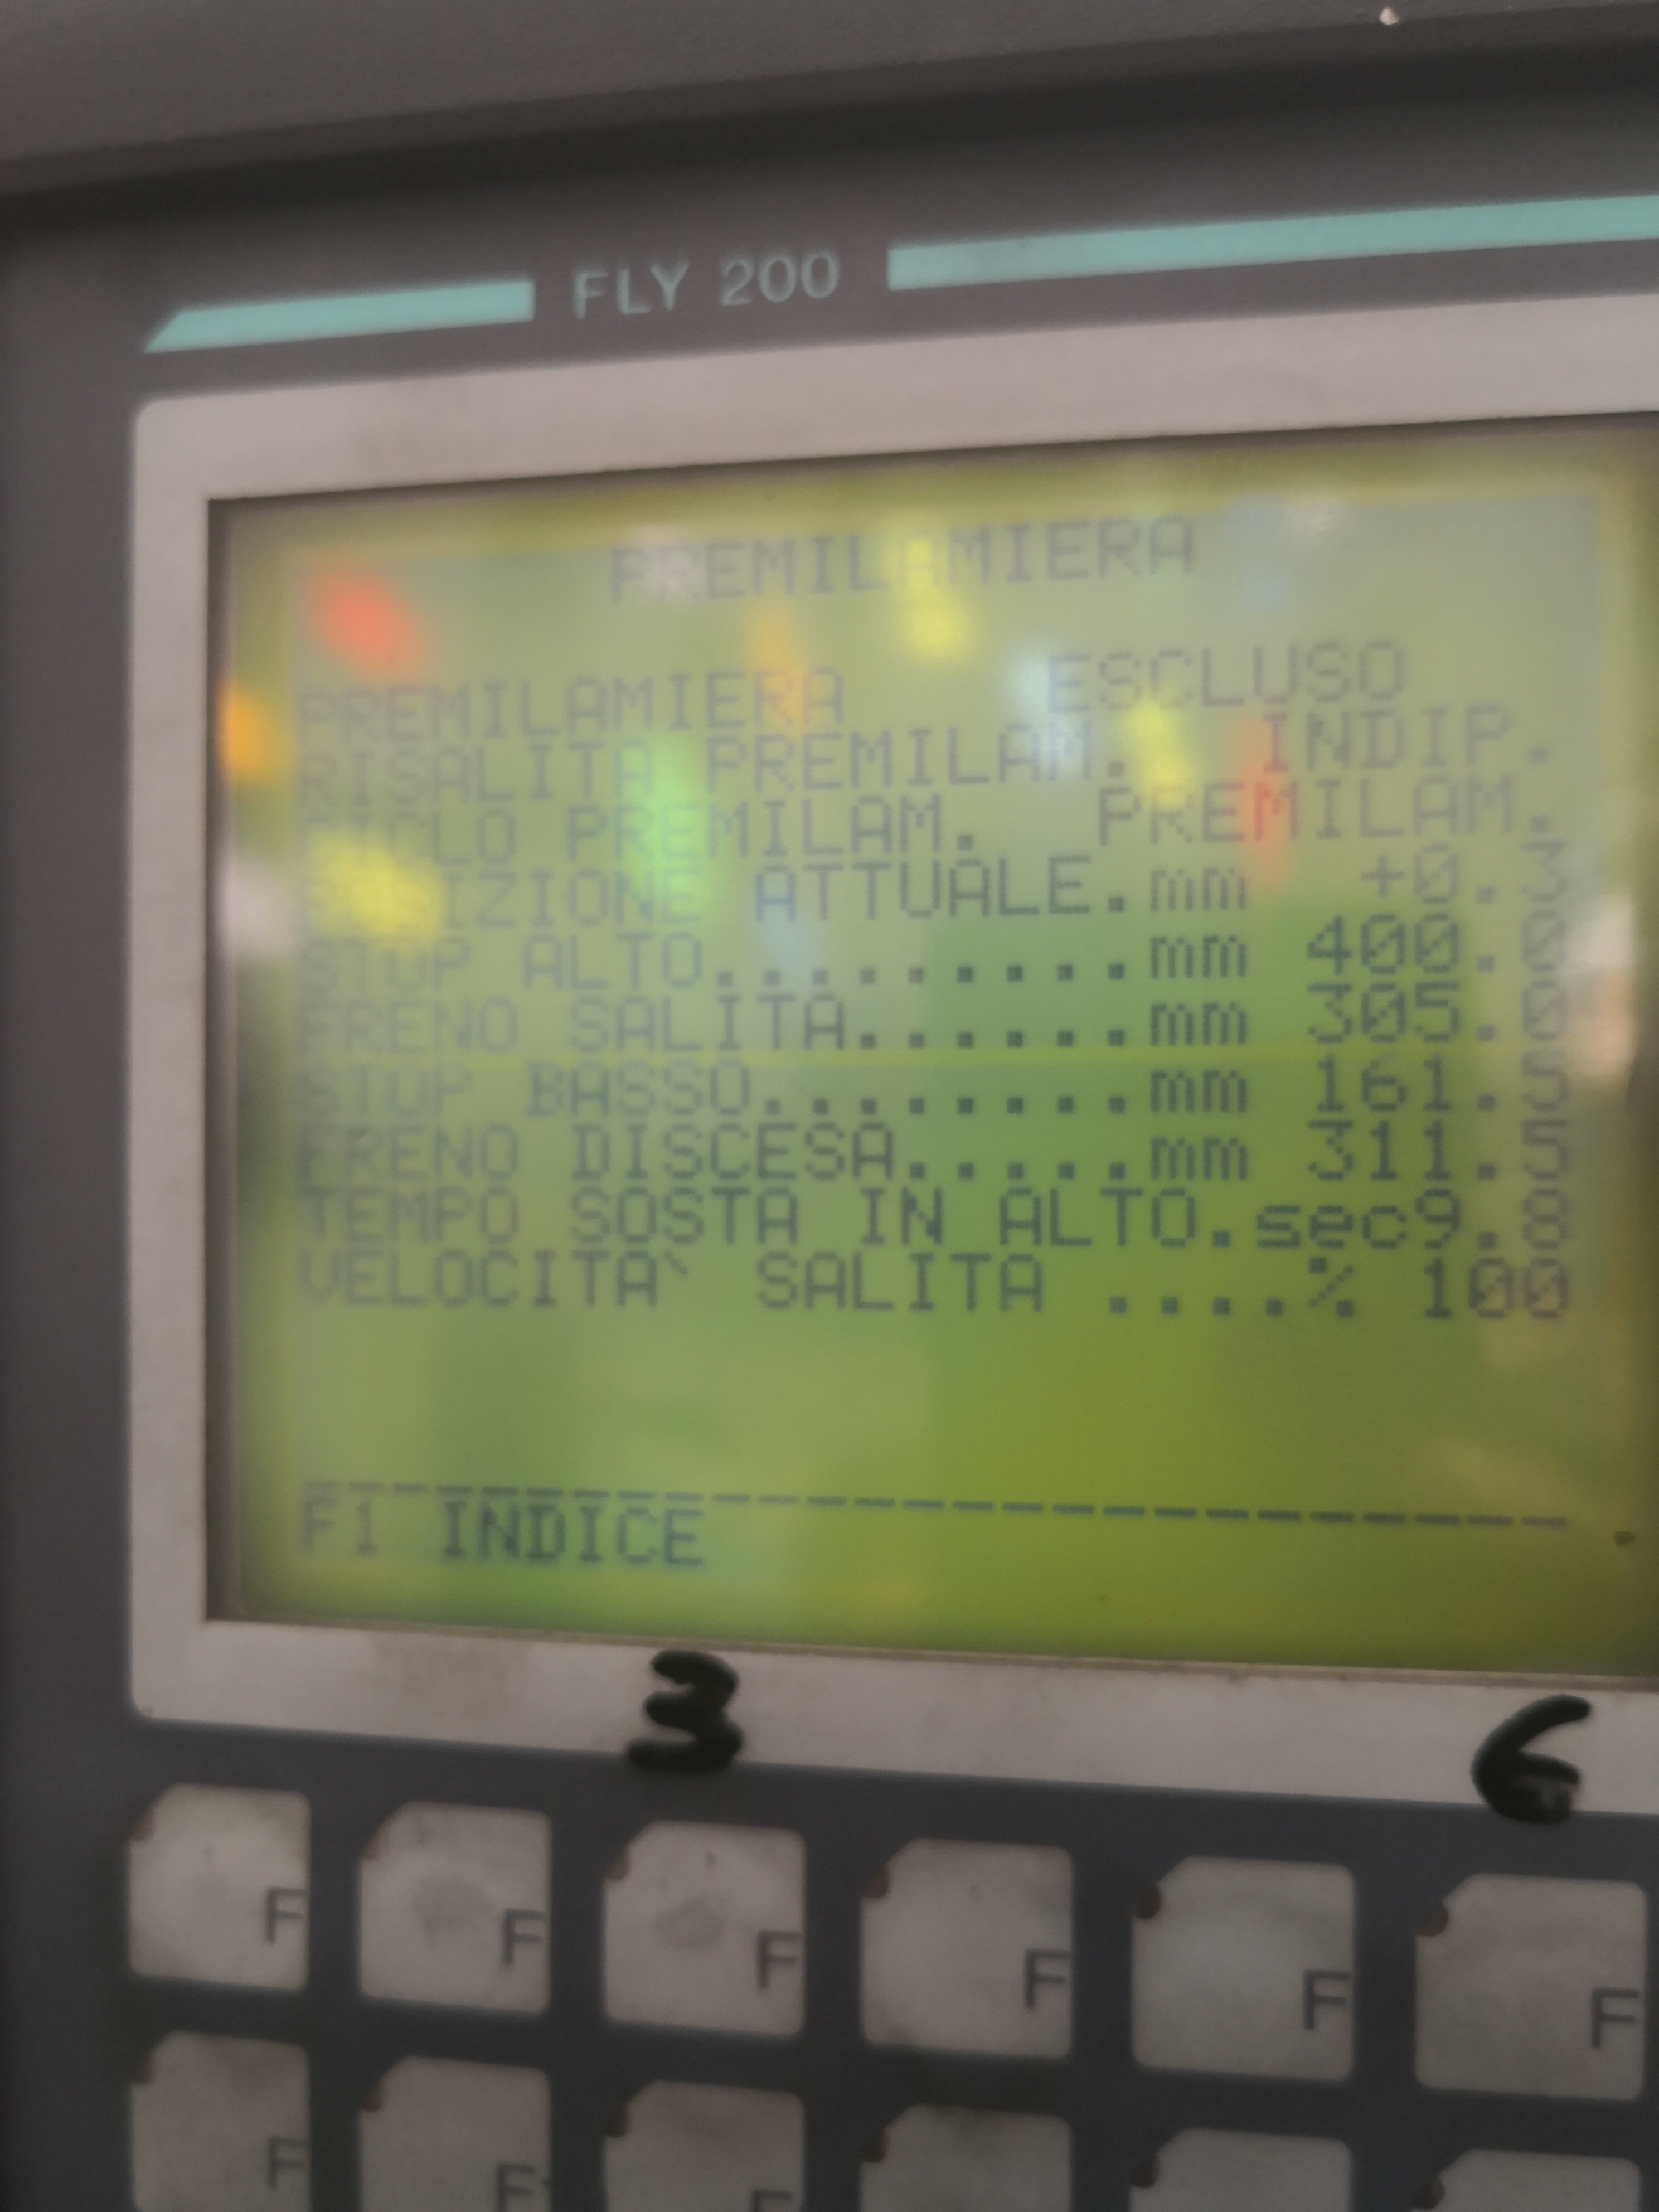 FLY 200
PREMILAMIERA
PREMILAMIERA ESCLUSO
RISALITA PREMILAM. INDIP.
CICLO PREMILAM. PREMILAM.
POSIZIONE ATTUALE.mm +0.3
STOP ALTO.........mm 400.0
FRENO SALITA......mm 305.0
STOP BASSO........mm 161.5
FRENO DISCESA.....mm 311.5
TEMPO SOSTA IN ALTO.sec9.8
VELOCITA' SALITA ....% 100
F1 INDICE
3 6
F F F F F F
F F F